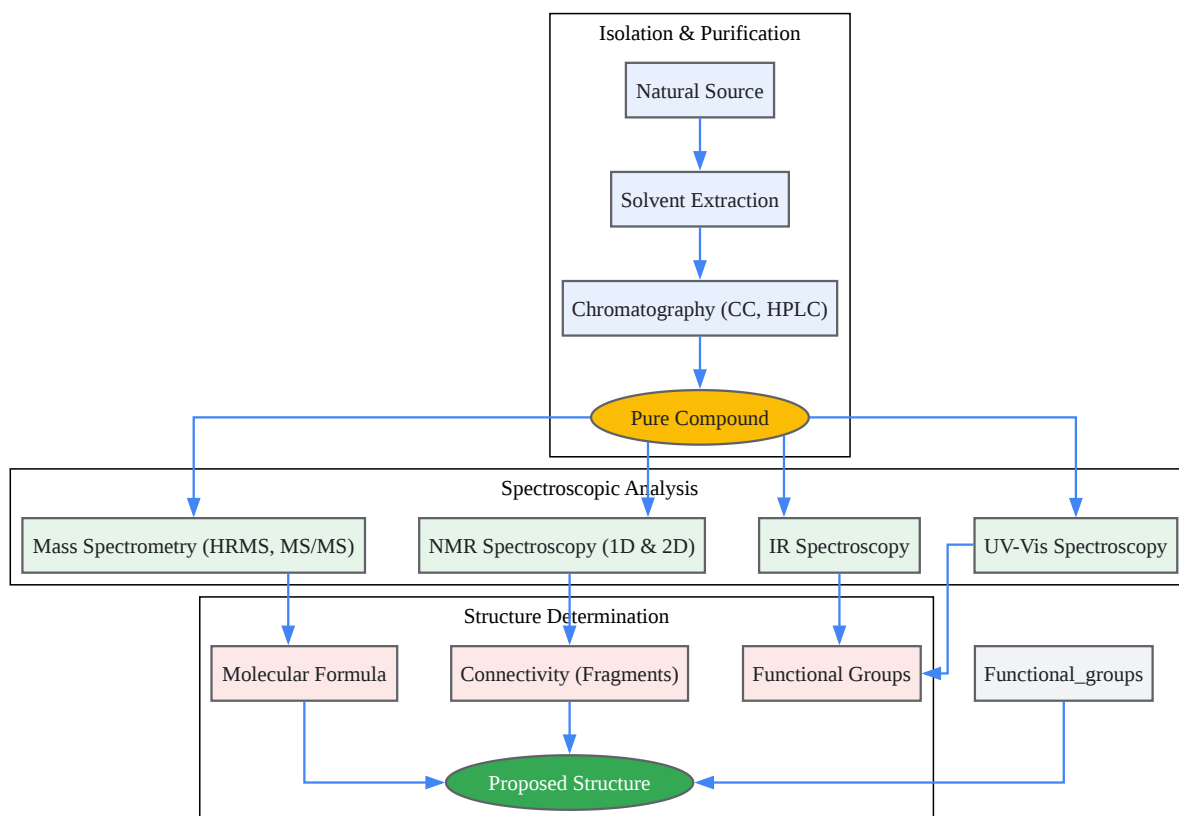 Isolation & Purification
Natural Source
Solvent Extraction
Chromatography (CC, HPLC)
Pure Compound
Spectroscopic Analysis
Mass Spectrometry (HRMS, MS/MS)
NMR Spectroscopy (1D & 2D)
IR Spectroscopy
UV-Vis Spectroscopy
Structure Determination
Molecular Formula
Connectivity (Fragments)
Functional Groups
Functional_groups
Proposed Structure